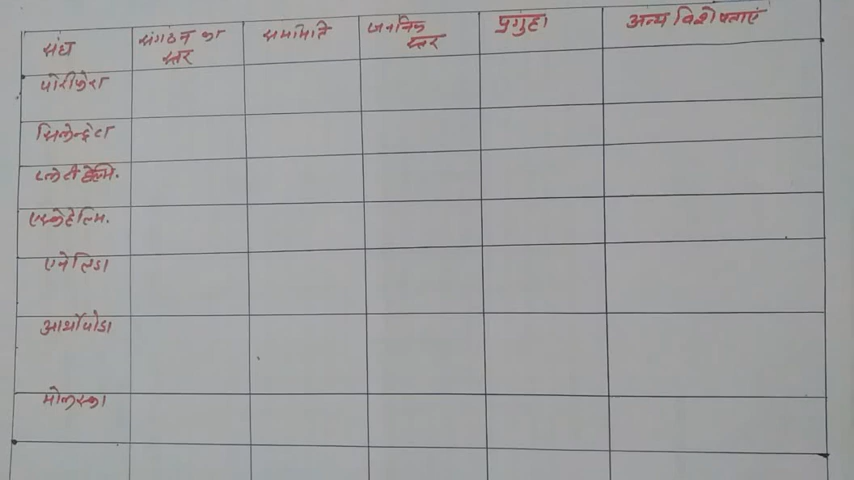 संघ संगठन का सममिति जननिक प्रगुहा अन्य विशेषताएं
स्तर स्तर
पोरीफेरा
सिलेन्ट्रेटा
प्लेटीहेल्मि.
एस्केहेल्मि.
एनेलिडा
आर्थोपोडा
मोलस्का